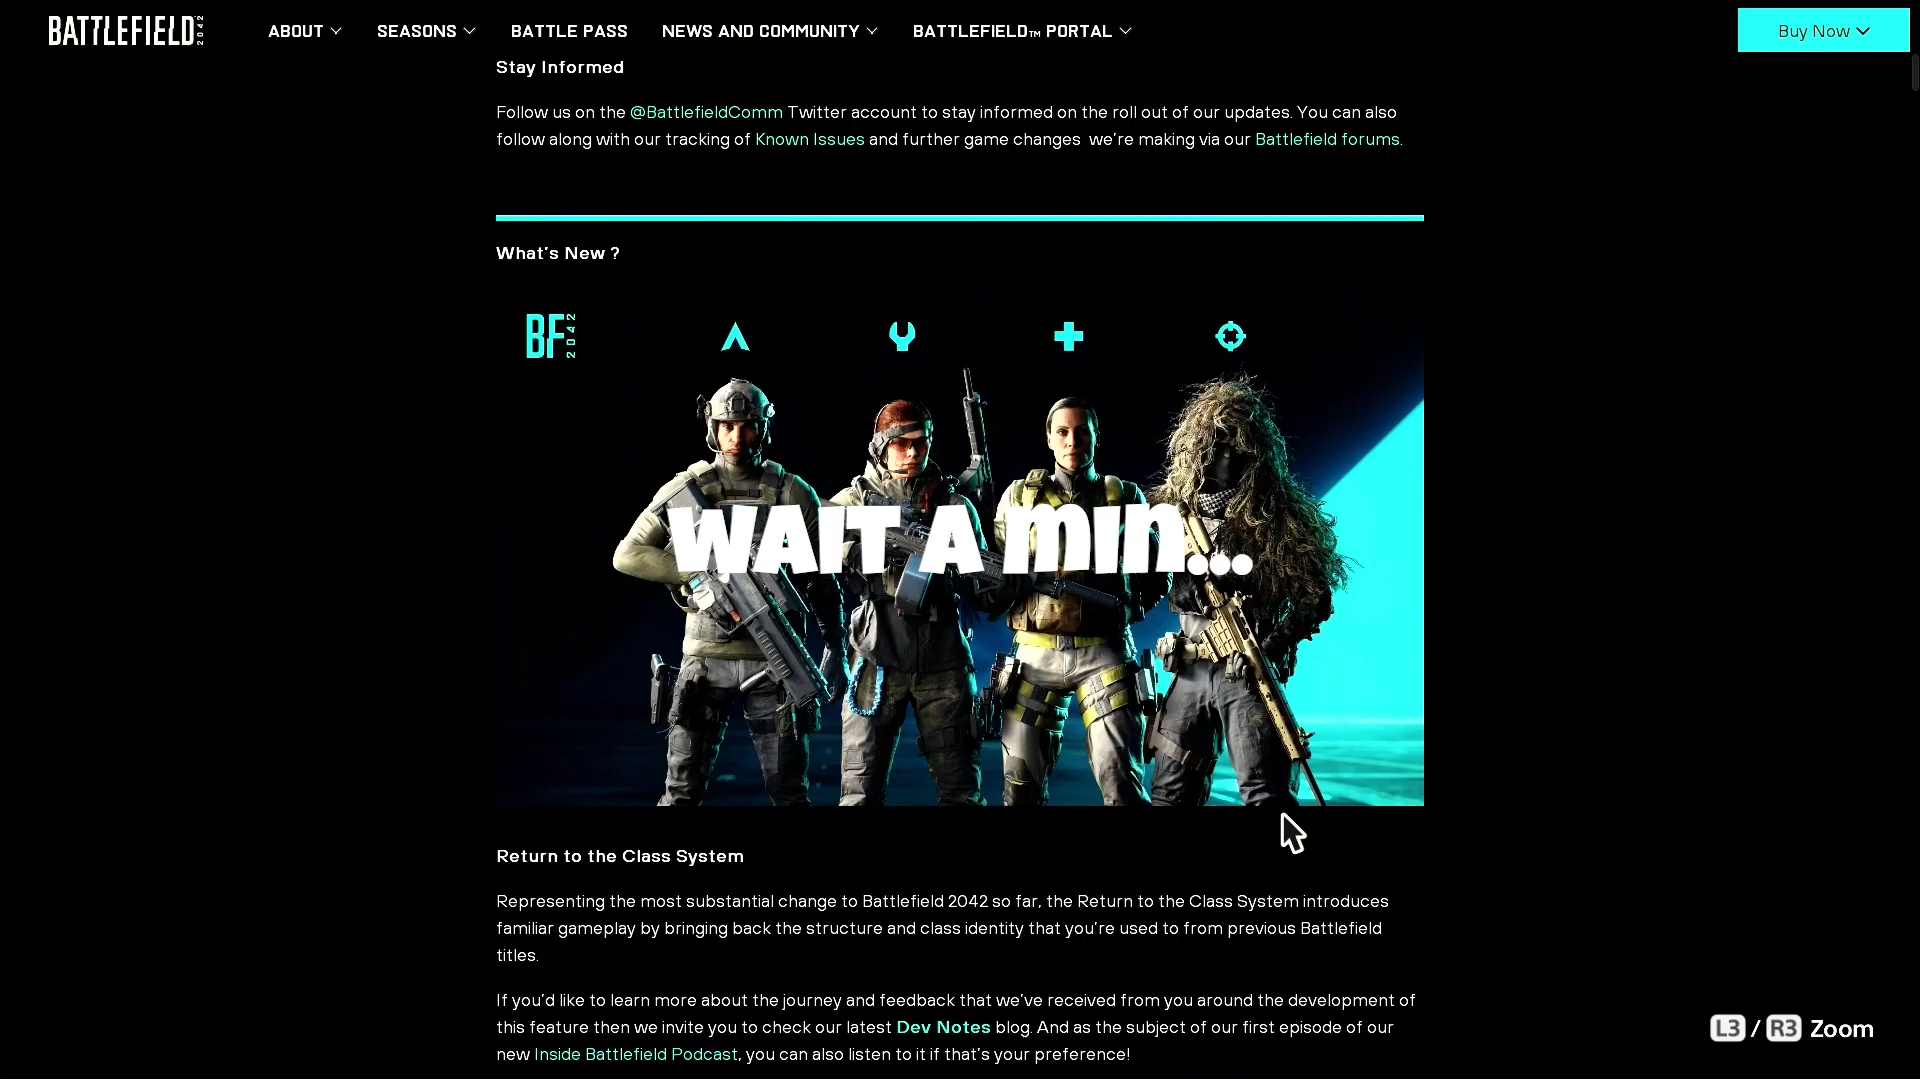 BATTLEFIELD 2042
ABOUT
SEASONS
BATTLE PASS
NEWS AND COMMUNITY
BATTLEFIELD™ PORTAL
Buy Now
Stay Informed
Follow us on the @BattlefieldComm Twitter account to stay informed on the roll out of our updates. You can also
follow along with our tracking of Known Issues and further game changes  we’re making via our Battlefield forums.
What’s New ?
BF 2042
WAIT A MIN...
Return to the Class System
Representing the most substantial change to Battlefield 2042 so far, the Return to the Class System introduces
familiar gameplay by bringing back the structure and class identity that you’re used to from previous Battlefield
titles.
If you’d like to learn more about the journey and feedback that we’ve received from you around the development of
this feature then we invite you to check our latest Dev Notes blog. And as the subject of our first episode of our
new Inside Battlefield Podcast, you can also listen to it if that’s your preference!
L3 / R3 Zoom